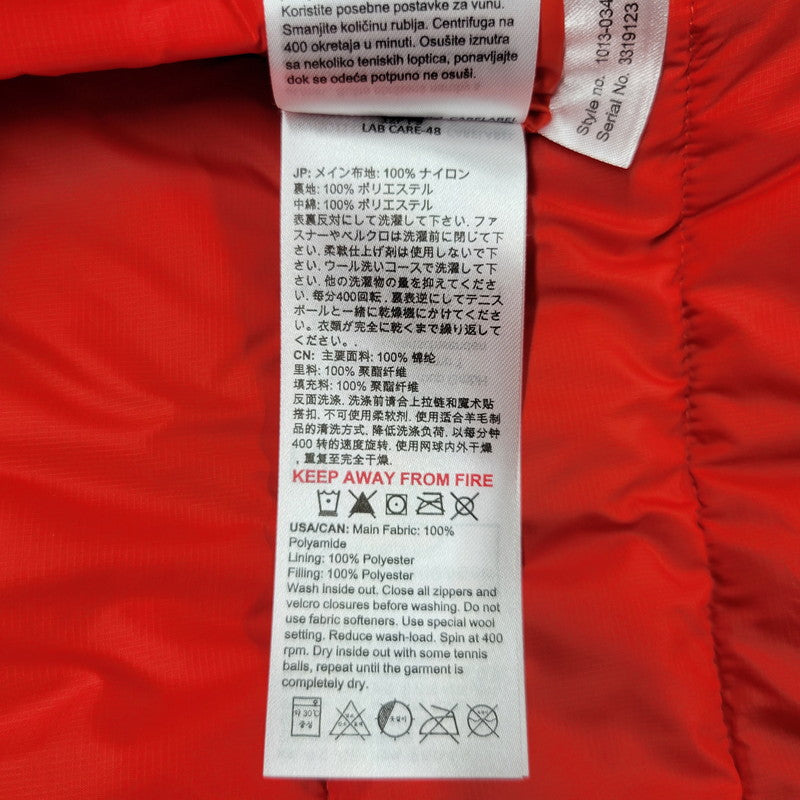 Koristite posebne postavke za vunu.
Smanjite količinu rublja. Centrifuga na
400 okretaja u minuti. Osušite iznutra
sa nekoliko teniskih loptica, ponavljajte
dok se odeća potpuno ne osuši.
Style no. 1013-034
Serial No. 3319123
LAB CARE-48
JP: メイン布地: 100% ナイロン
裏地: 100% ポリエステル
中綿: 100% ポリエステル
表裏反対にして洗濯して下さい. ファ
スナーやベルクロは洗濯前に閉じて下
さい. 柔軟仕上げ剤は使用しないで下
さい. ウール洗いコースで洗濯して下
さい. 他の洗濯物の量を抑えてくださ
い. 毎分400回転 . 裏表逆にしてテニス
ボールと一緒に乾燥機にかけてくださ
い。衣類が完全に乾くまで繰り返して
ください. .
CN: 主要面料: 100% 锦纶
里料: 100% 聚酯纤维
填充料: 100% 聚酯纤维
反面洗涤. 洗涤前请合上拉链和魔术贴
搭扣. 不可使用柔软剂. 使用适合羊毛制
品的清洗方式. 降低洗涤负荷. 以每分钟
400 转的速度旋转. 使用网球内外干燥
, 重复至完全干燥.
KEEP AWAY FROM FIRE
USA/CAN: Main Fabric: 100%
Polyamide
Lining: 100% Polyester
Filling: 100% Polyester
Wash inside out. Close all zippers and
velcro closures before washing. Do not
use fabric softeners. Use special wool
setting. Reduce wash-load. Spin at 400
rpm. Dry inside out with some tennis
balls, repeat until the garment is
completely dry.